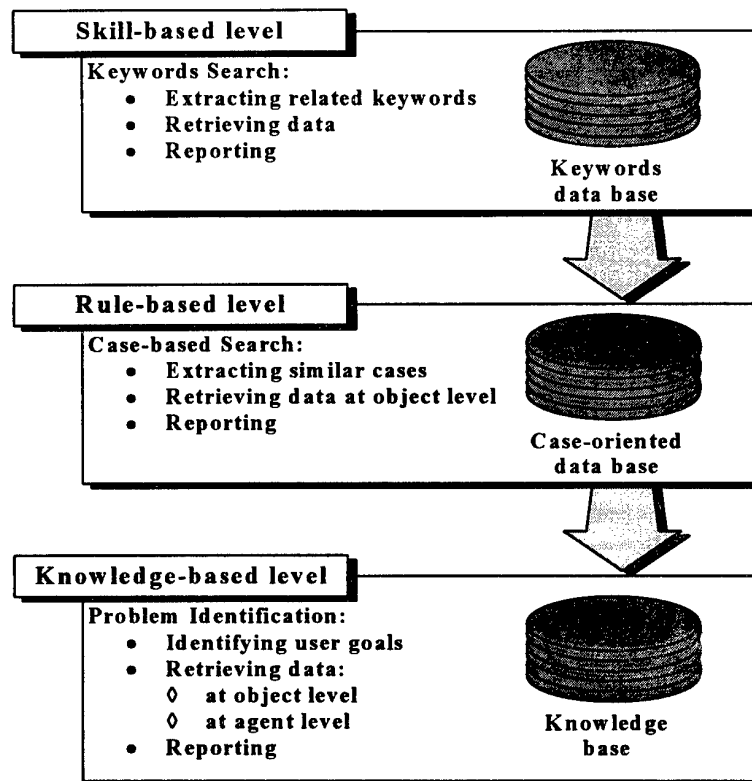 Skill-based level
Keywords Search:
• Extracting related keywords
• Retrieving data
• Reporting
Keywords
data base
Rule-based level
Case-based Search:
• Extracting similar cases
• Retrieving data at object level
• Reporting
Case-oriented
data base
Knowledge-based level
Problem Identification:
• Identifying user goals
• Retrieving data:
◊ at object level
◊ at agent level
• Reporting
Knowledge
base